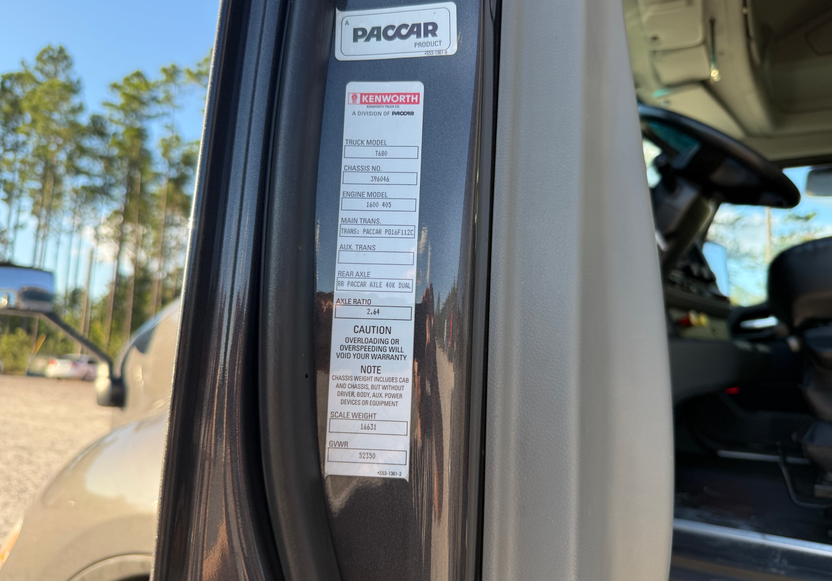 A
PACCAR
PRODUCT
KENWORTH
KENWORTH TRUCK CO.
A DIVISION OF PACCAR
TRUCK MODEL
T680
CHASSIS NO.
396046
ENGINE MODEL
1600 405
MAIN TRANS.
TRANS: PACCAR PO16F112C
AUX. TRANS
REAR AXLE
RR PACCAR AXLE 40K DUAL
AXLE RATIO
2.64
CAUTION
OVERLOADING OR
OVERSPEEDING WILL
VOID YOUR WARRANTY
NOTE
CHASSIS WEIGHT INCLUDES CAB
AND CHASSIS, BUT WITHOUT
DRIVER, BODY, AUX. POWER
DEVICES OR EQUIPMENT
SCALE WEIGHT
16631
GVWR
52350